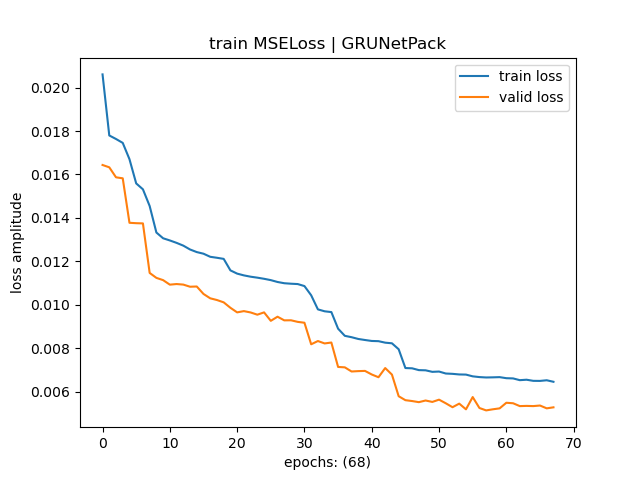 train MSELoss | GRUNetPack
train loss
valid loss
loss amplitude
0.020
0.018
0.016
0.014
0.012
0.010
0.008
0.006
0 10 20 30 40 50 60 70
epochs: (68)